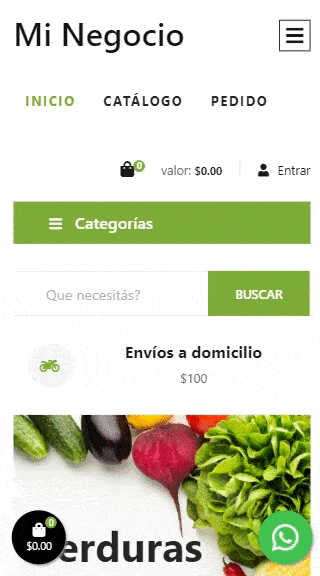 Mi Negocio
INICIO CATÁLOGO PEDIDO
0 valor: $0.00 Entrar
Categorías
Que necesitás? BUSCAR
Envíos a domicilio
$100
0
$0.00
erduras